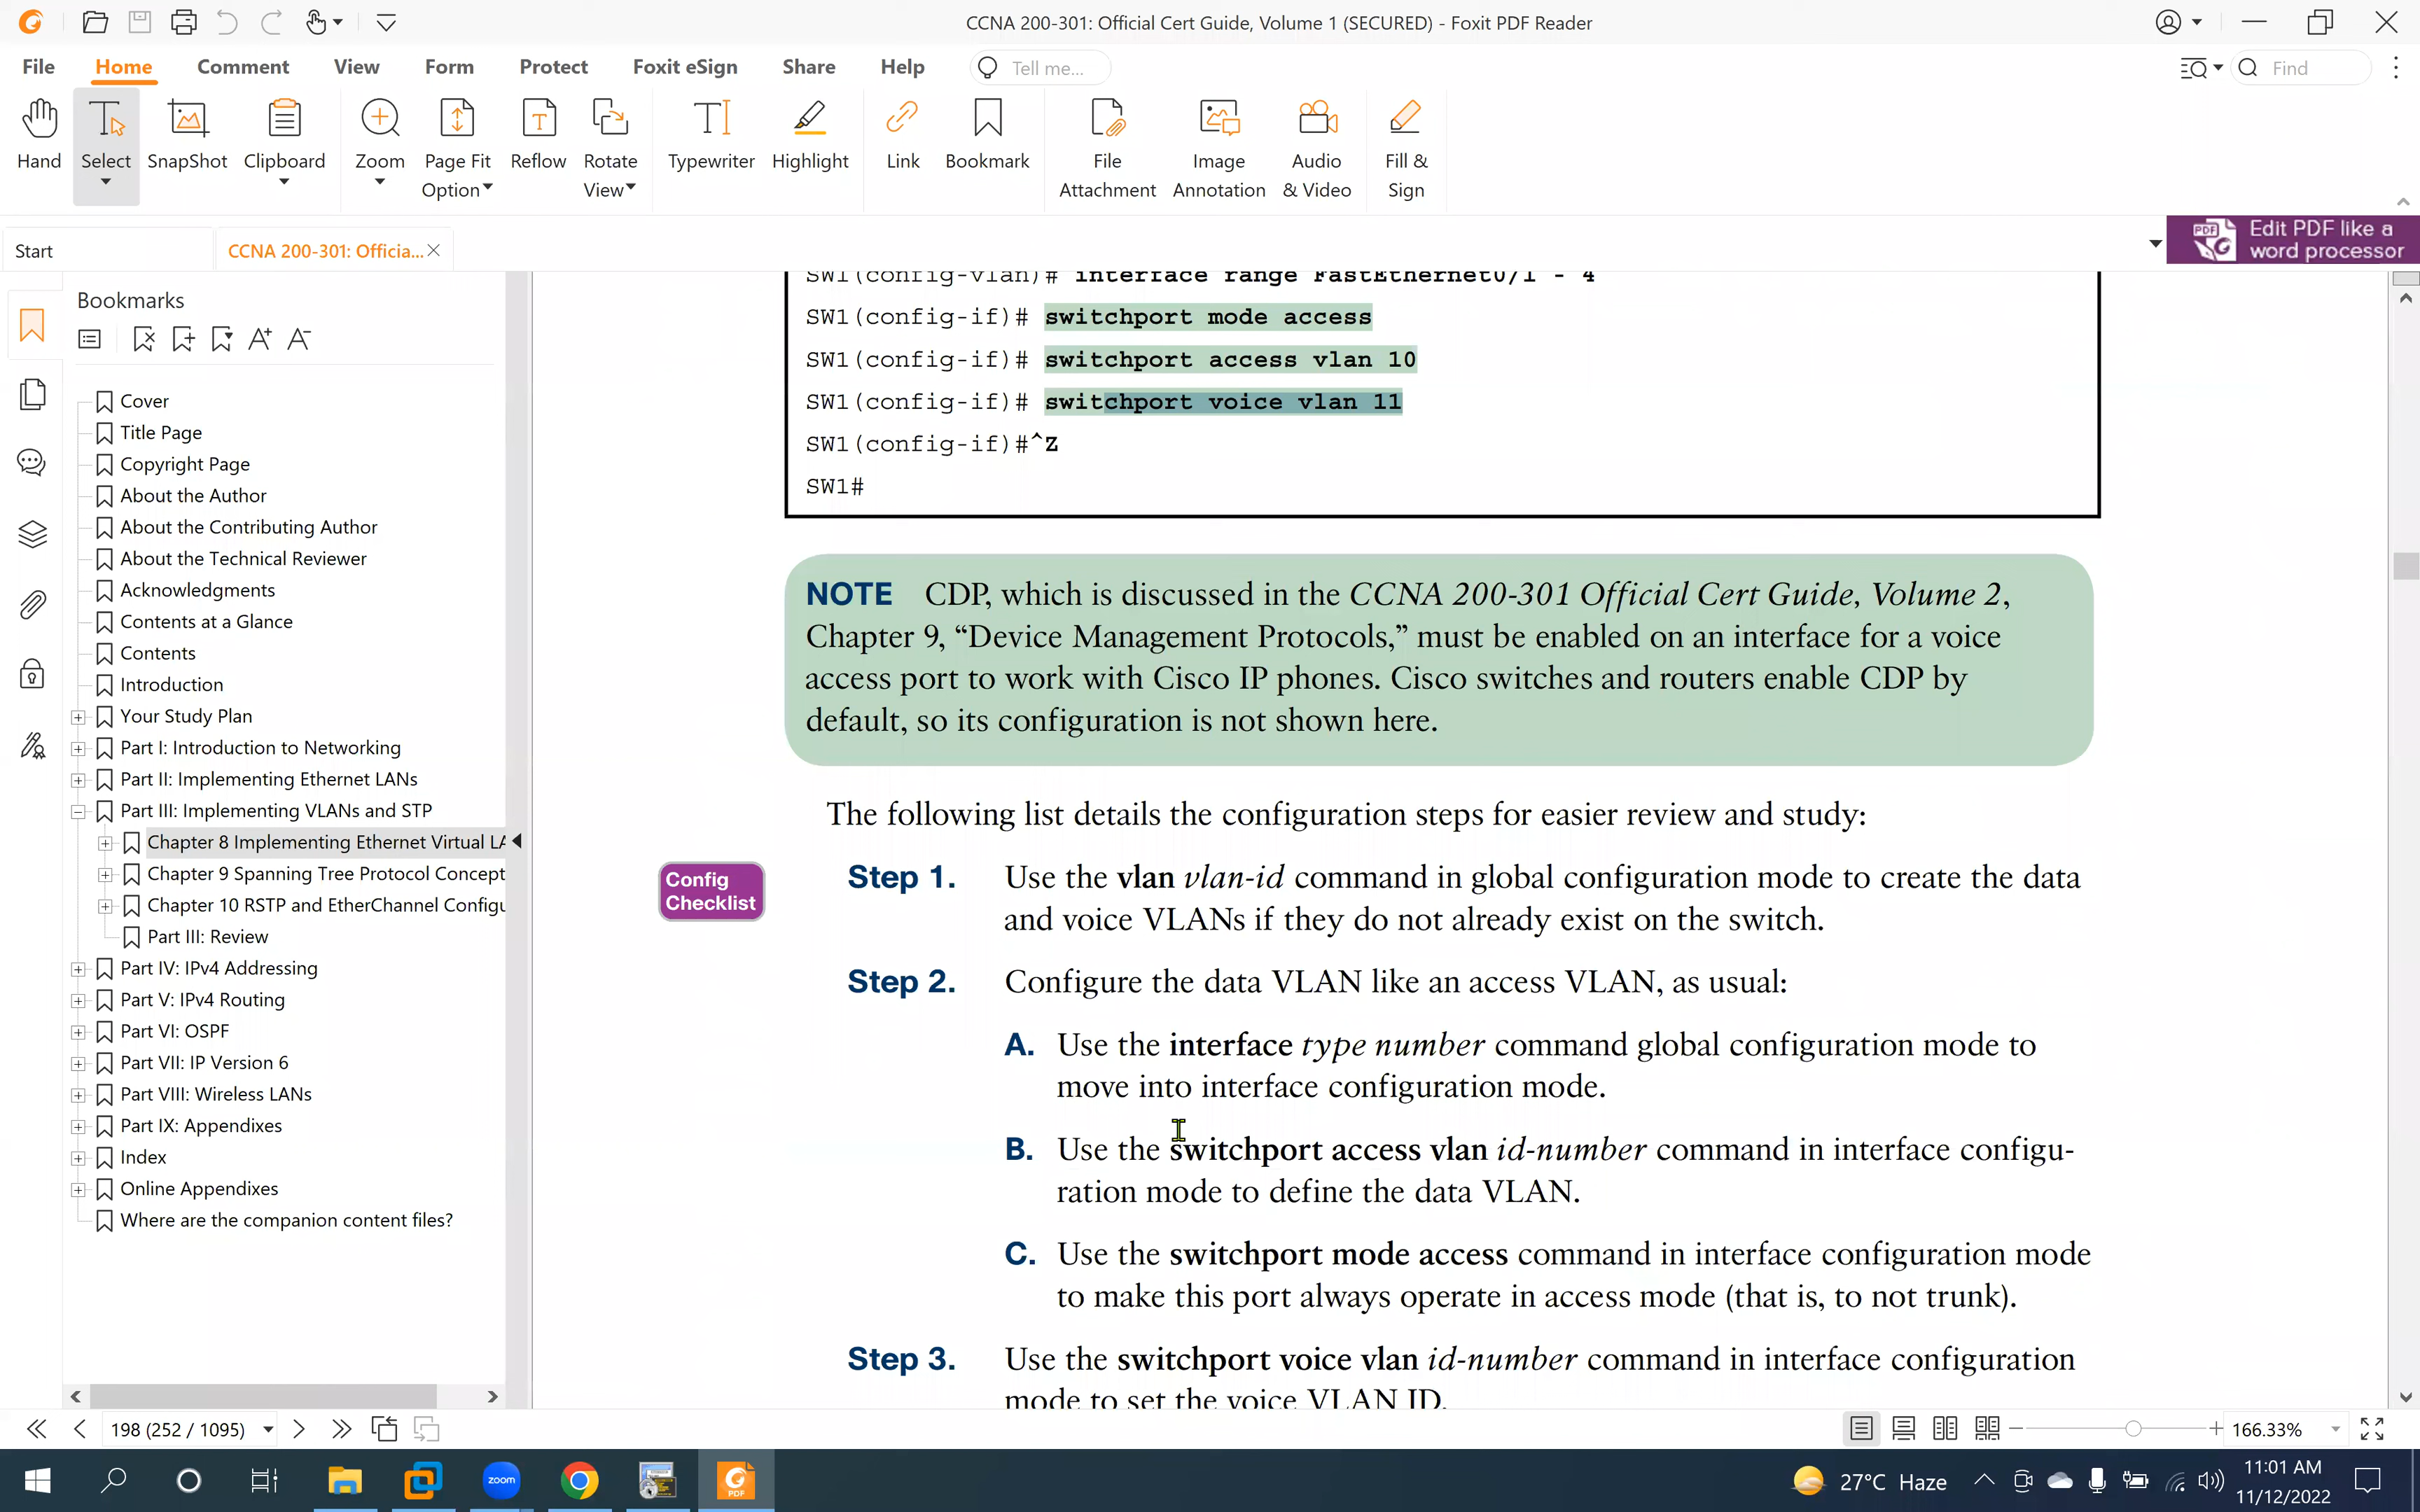 CCNA 200-301: Official Cert Guide, Volume 1 (SECURED) - Foxit PDF Reader
File Home Comment View Form Protect Foxit eSign Share Help Tell me... Find
Hand Select SnapShot Clipboard Zoom Page Fit Option Reflow Rotate View Typewriter Highlight Link Bookmark File Attachment Image Annotation Audio & Video Fill & Sign
Start
CCNA 200-301: Officia...
Edit PDF like a
word processor
Bookmarks
Cover
Title Page
Copyright Page
About the Author
About the Contributing Author
About the Technical Reviewer
Acknowledgments
Contents at a Glance
Contents
Introduction
Your Study Plan
Part I: Introduction to Networking
Part II: Implementing Ethernet LANs
Part III: Implementing VLANs and STP
Chapter 8 Implementing Ethernet Virtual LA
Chapter 9 Spanning Tree Protocol Concept
Chapter 10 RSTP and EtherChannel Configu
Part III: Review
Part IV: IPv4 Addressing
Part V: IPv4 Routing
Part VI: OSPF
Part VII: IP Version 6
Part VIII: Wireless LANs
Part IX: Appendixes
Index
Online Appendixes
Where are the companion content files?
SW1(config-vlan)# interface range FastEthernet0/1 - 4
SW1(config-if)# switchport mode access
SW1(config-if)# switchport access vlan 10
SW1(config-if)# switchport voice vlan 11
SW1(config-if)#^Z
SW1#
NOTE CDP, which is discussed in the CCNA 200-301 Official Cert Guide, Volume 2,
Chapter 9, “Device Management Protocols,” must be enabled on an interface for a voice
access port to work with Cisco IP phones. Cisco switches and routers enable CDP by
default, so its configuration is not shown here.
The following list details the configuration steps for easier review and study:
Config
Checklist
Step 1. Use the vlan vlan-id command in global configuration mode to create the data
and voice VLANs if they do not already exist on the switch.
Step 2. Configure the data VLAN like an access VLAN, as usual:
A. Use the interface type number command global configuration mode to
move into interface configuration mode.
B. Use the switchport access vlan id-number command in interface configu-
ration mode to define the data VLAN.
C. Use the switchport mode access command in interface configuration mode
to make this port always operate in access mode (that is, to not trunk).
Step 3. Use the switchport voice vlan id-number command in interface configuration
mode to set the voice VLAN ID.
198 (252 / 1095)
166.33%
zoom
PDF
27°C Haze
11:01 AM
11/12/2022